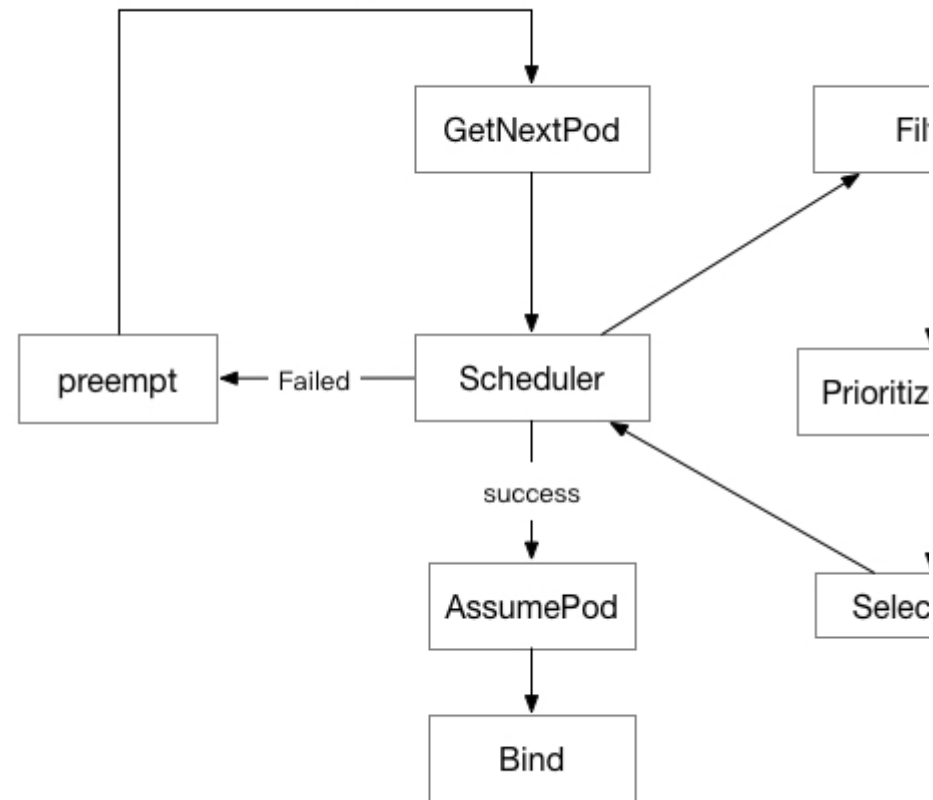 GetNextPod
preempt
Failed
Scheduler
success
AssumePod
Bind